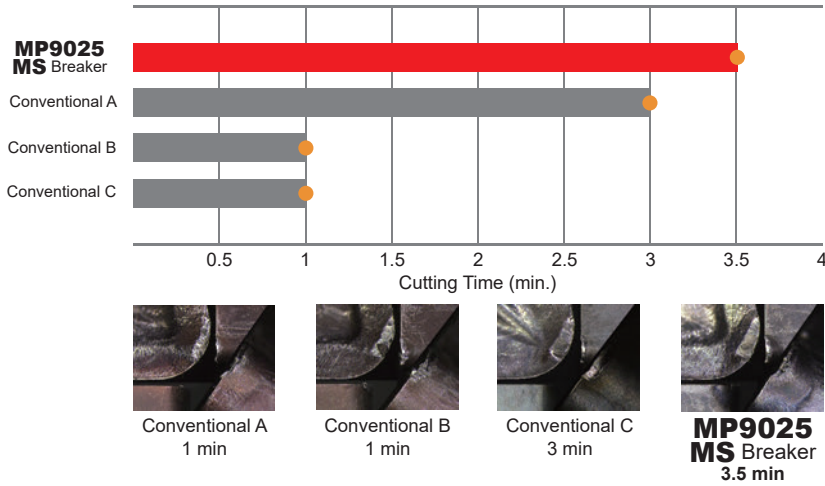 MP9025
MS Breaker
Conventional A
Conventional B
Conventional C
0.5 1 1.5 2 2.5 3 3.5 4
Cutting Time (min.)
Conventional A
1 min
Conventional B
1 min
Conventional C
3 min
MP9025
MS Breaker
3.5 min